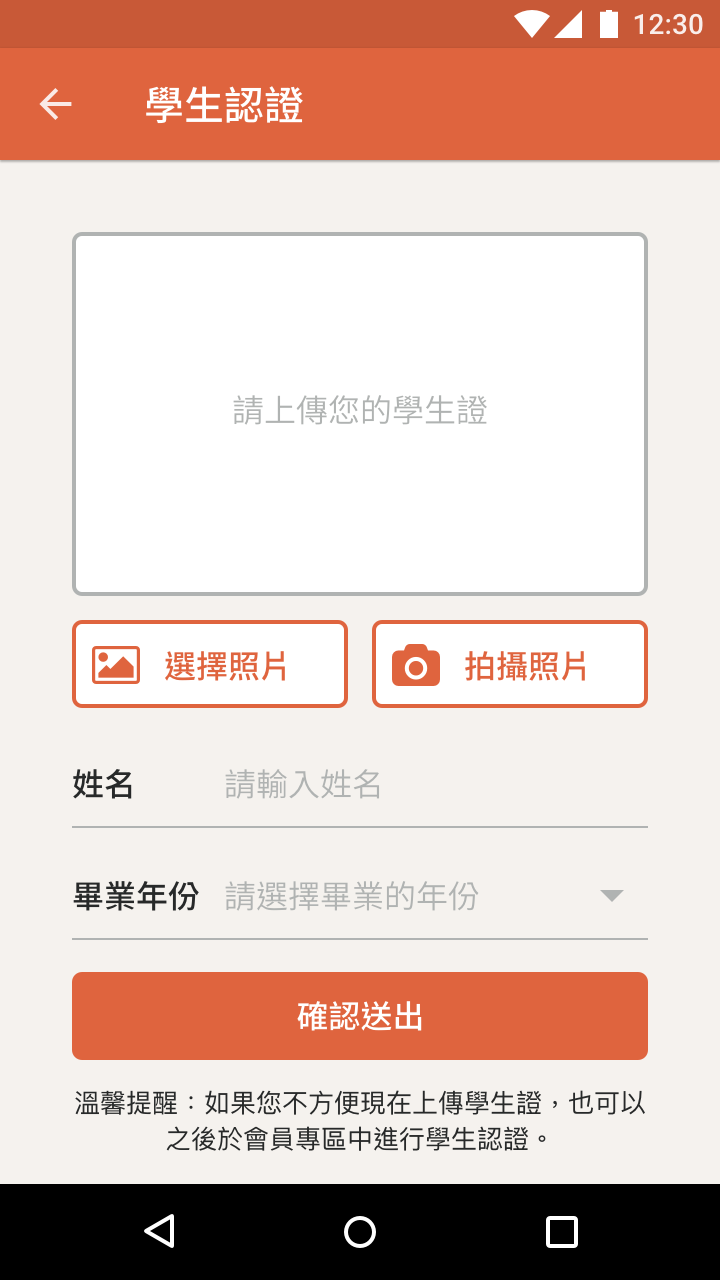 12:30
學生認證
請上傳您的學生證
選擇照片
拍攝照片
姓名 請輸入姓名
畢業年份 請選擇畢業的年份
確認送出
溫馨提醒：如果您不方便現在上傳學生證，也可以
之後於會員專區中進行學生認證。